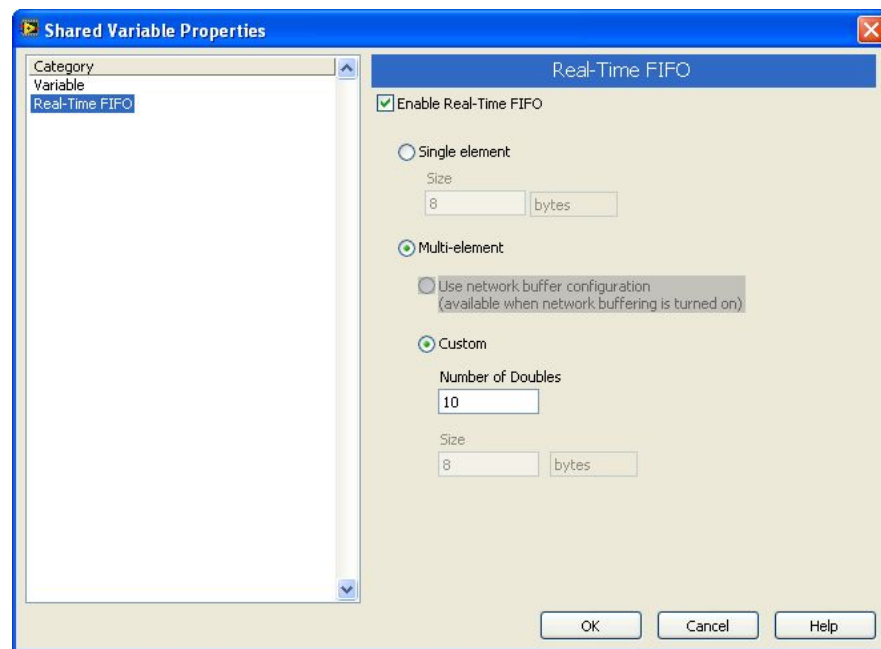 Shared Variable Properties
Category
Variable
Real-Time FIFO
Real-Time FIFO
Enable Real-Time FIFO
Single element
Size
8 bytes
Multi-element
Use network buffer configuration
(available when network buffering is turned on)
Custom
Number of Doubles
10
Size
8 bytes
OK Cancel Help